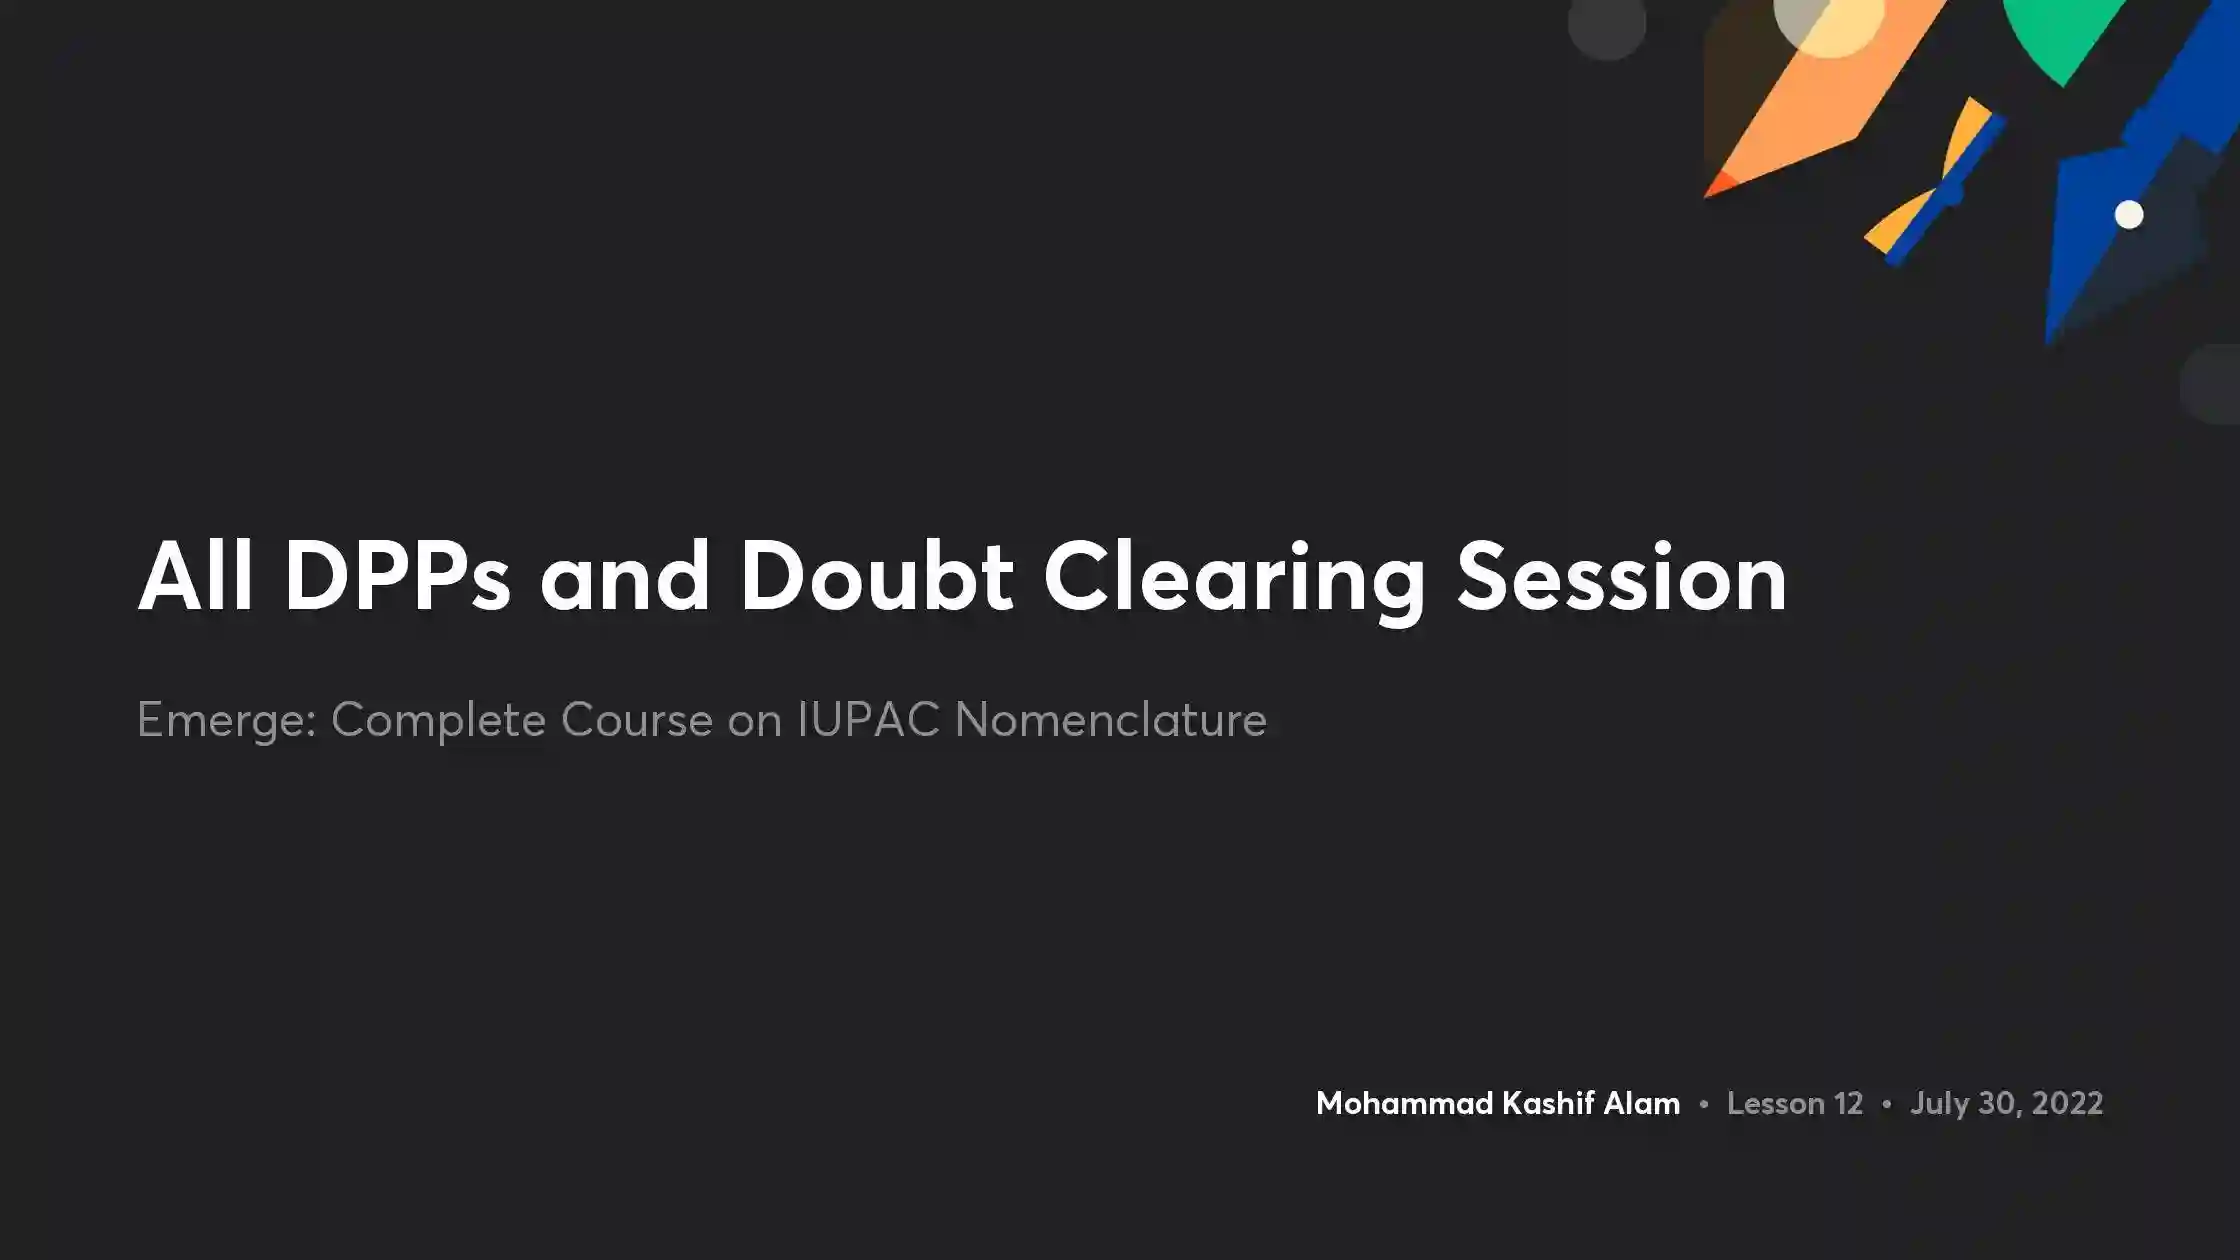 All DPPs and Doubt Clearing Session
Emerge: Complete Course on IUPAC Nomenclature
Mohammad Kashif Alam • Lesson 12 • July 30, 2022